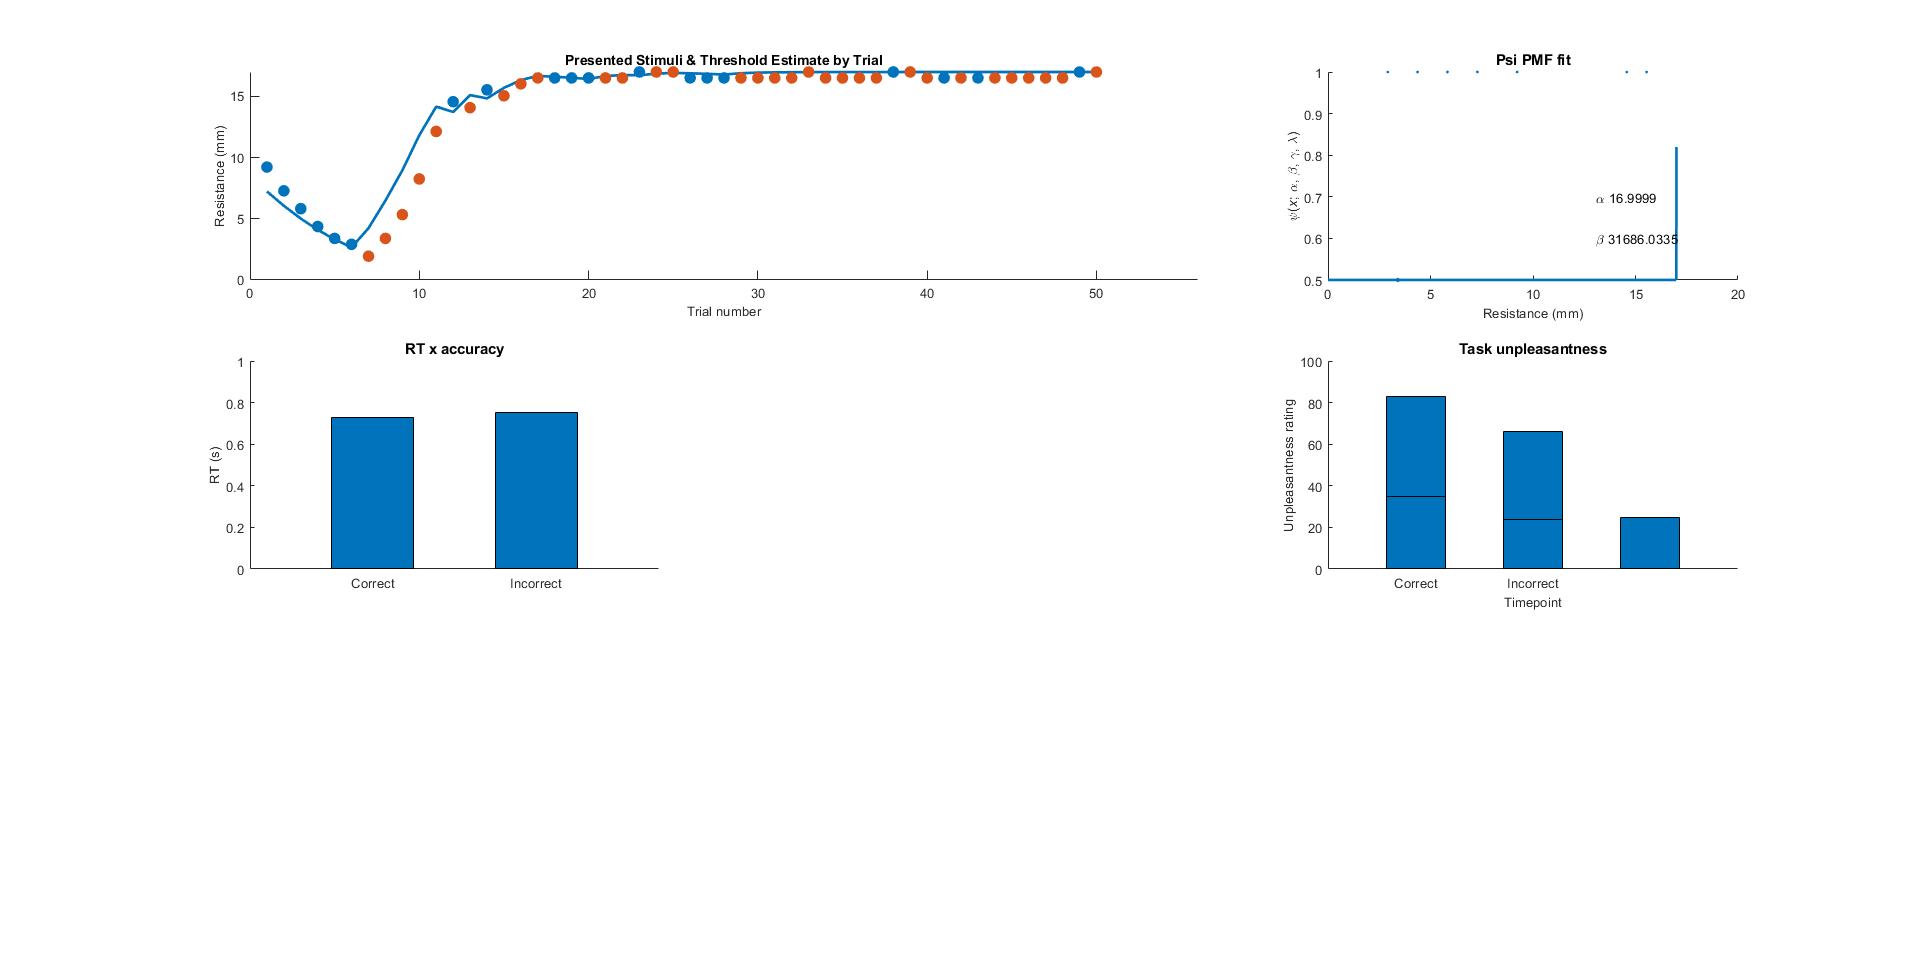 Presented Stimuli & Threshold Estimate by Trial
15
10
5
0
Resistance (mm)
0 10 20 30 40 50
Trial number
Psi PMF fit
1
0.9
0.8
0.7
0.6
0.5
ψ(x; α, β, γ, λ)
α 16.9999
β 31686.0335
0 5 10 15 20
Resistance (mm)
RT x accuracy
1
0.8
0.6
0.4
0.2
0
RT (s)
Correct Incorrect
Task unpleasantness
100
80
60
40
20
0
Unpleasantness rating
Correct Incorrect
Timepoint